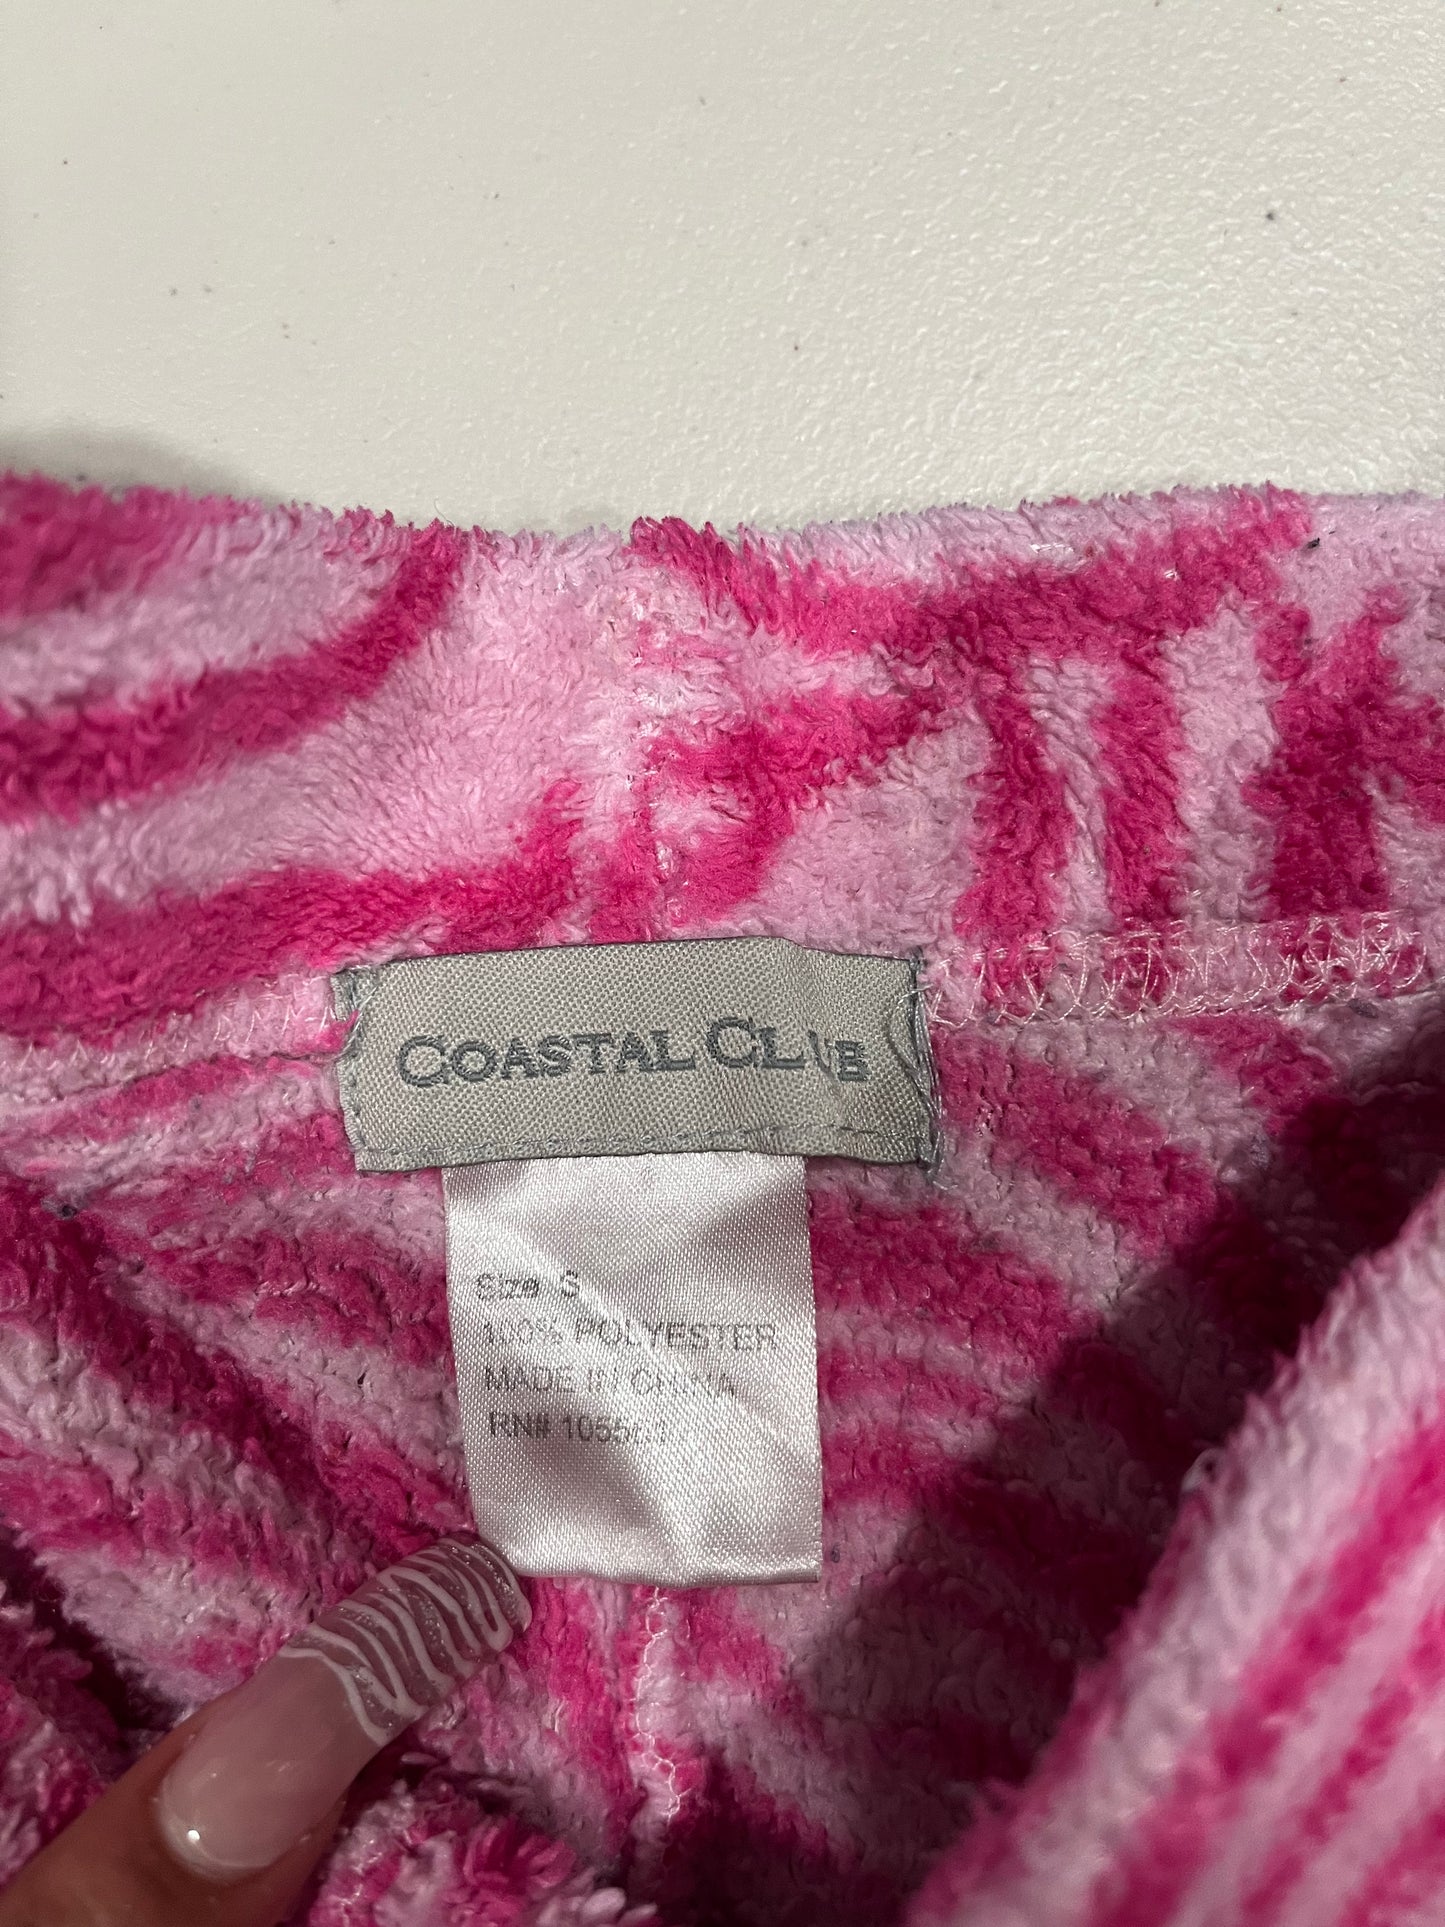 COASTAL CLUB
Size S
100% POLYESTER
MADE IN CHINA
RN#